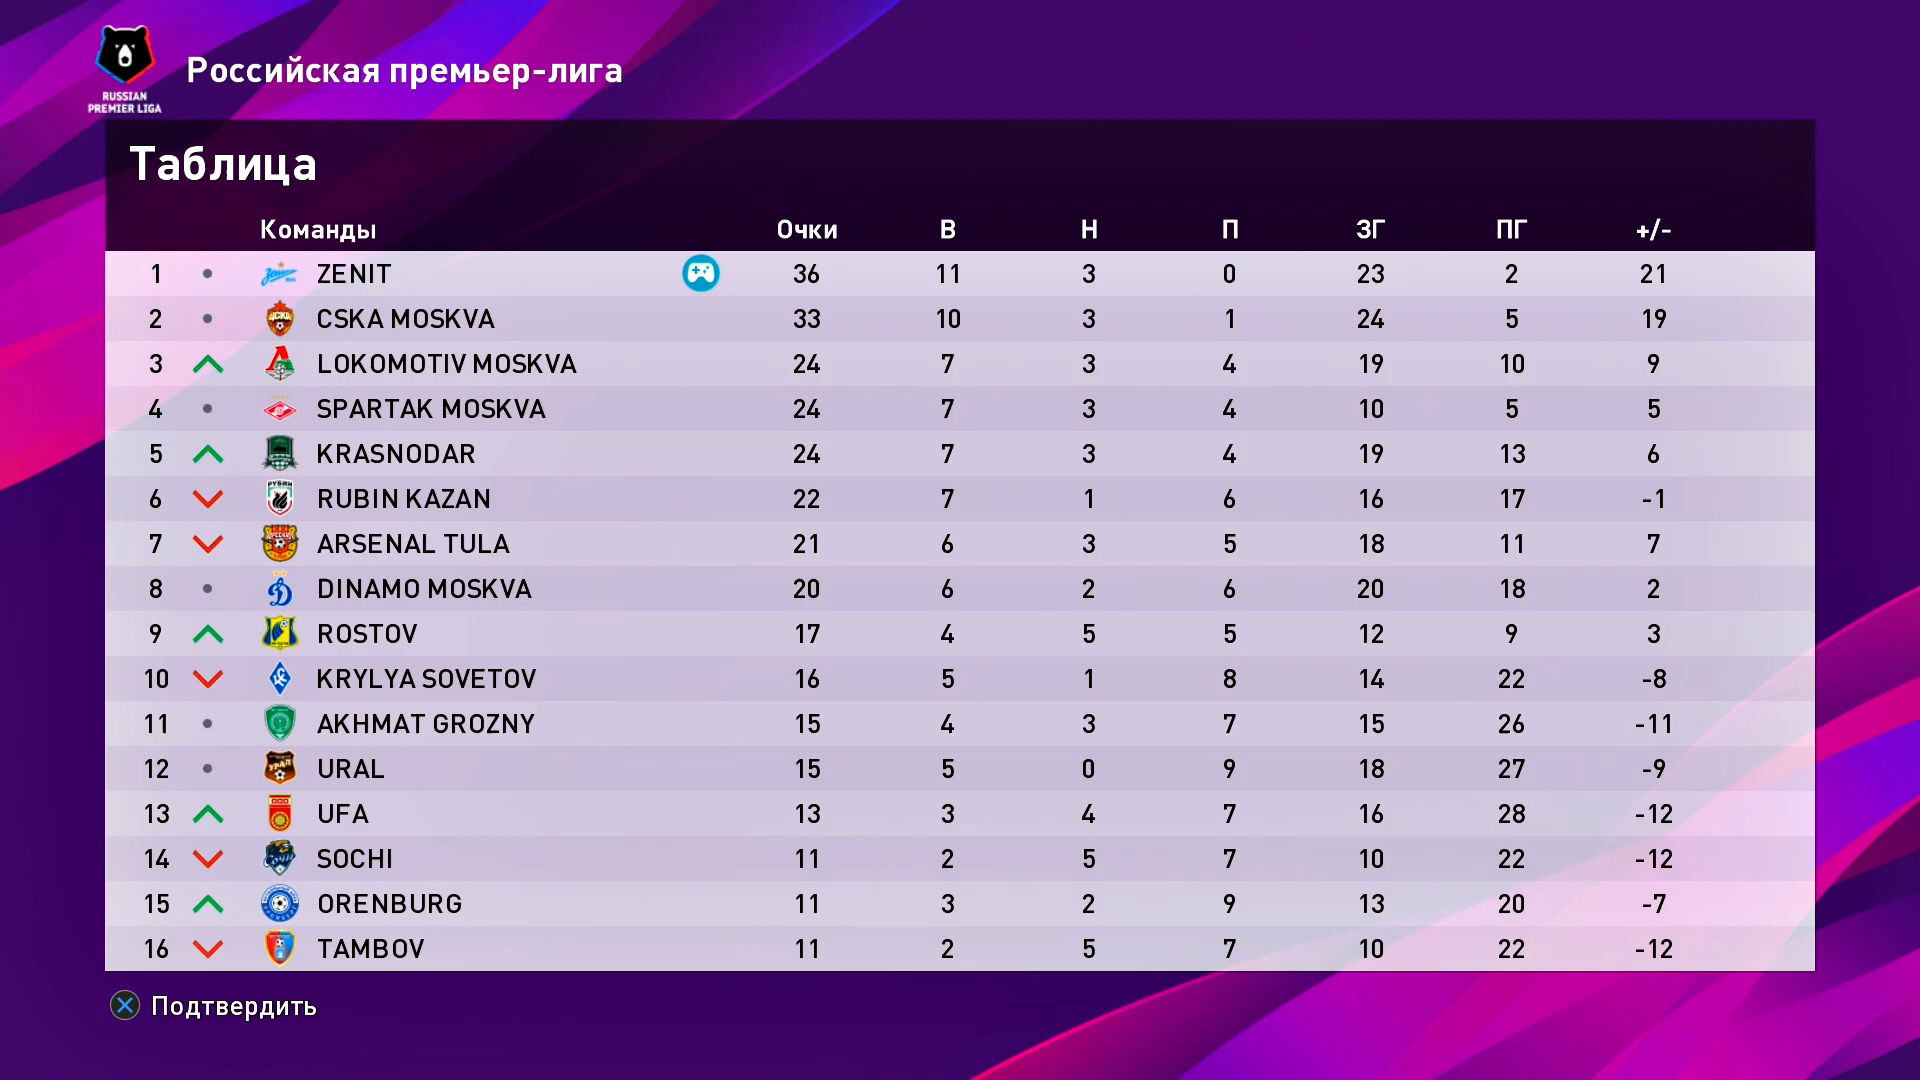 RUSSIAN
PREMIER LIGA
Российская премьер-лига
Таблица
Команды Очки В Н П ЗГ ПГ +/-
1 ZENIT 36 11 3 0 23 2 21
2 CSKA MOSKVA 33 10 3 1 24 5 19
3 LOKOMOTIV MOSKVA 24 7 3 4 19 10 9
4 SPARTAK MOSKVA 24 7 3 4 10 5 5
5 KRASNODAR 24 7 3 4 19 13 6
6 RUBIN KAZAN 22 7 1 6 16 17 -1
7 ARSENAL TULA 21 6 3 5 18 11 7
8 DINAMO MOSKVA 20 6 2 6 20 18 2
9 ROSTOV 17 4 5 5 12 9 3
10 KRYLYA SOVETOV 16 5 1 8 14 22 -8
11 AKHMAT GROZNY 15 4 3 7 15 26 -11
12 URAL 15 5 0 9 18 27 -9
13 UFA 13 3 4 7 16 28 -12
14 SOCHI 11 2 5 7 10 22 -12
15 ORENBURG 11 3 2 9 13 20 -7
16 TAMBOV 11 2 5 7 10 22 -12
Подтвердить